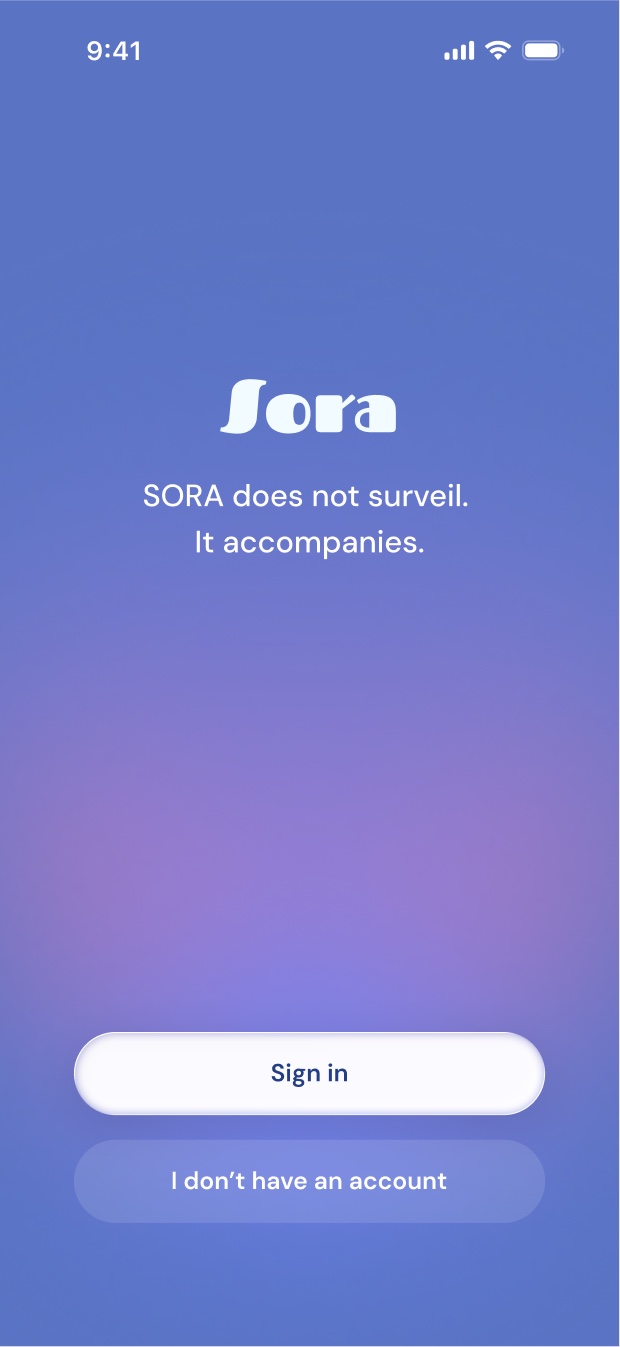 9:41
Sora
SORA does not surveil.
It accompanies.
Sign in
I don’t have an account